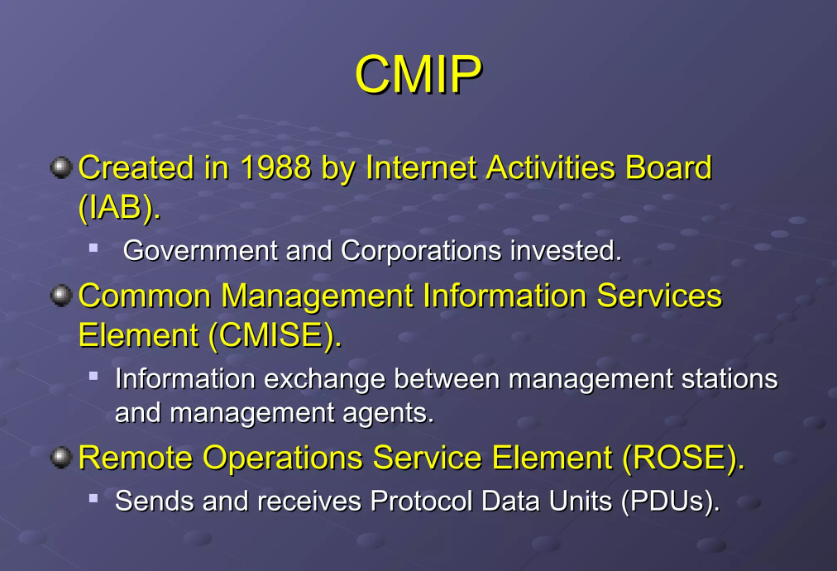 CMIP
Created in 1988 by Internet Activities Board
(IAB).
Government and Corporations invested.
Common Management Information Services
Element (CMISE).
Information exchange between management stations
and management agents.
Remote Operations Service Element (ROSE).
Sends and receives Protocol Data Units (PDUs).